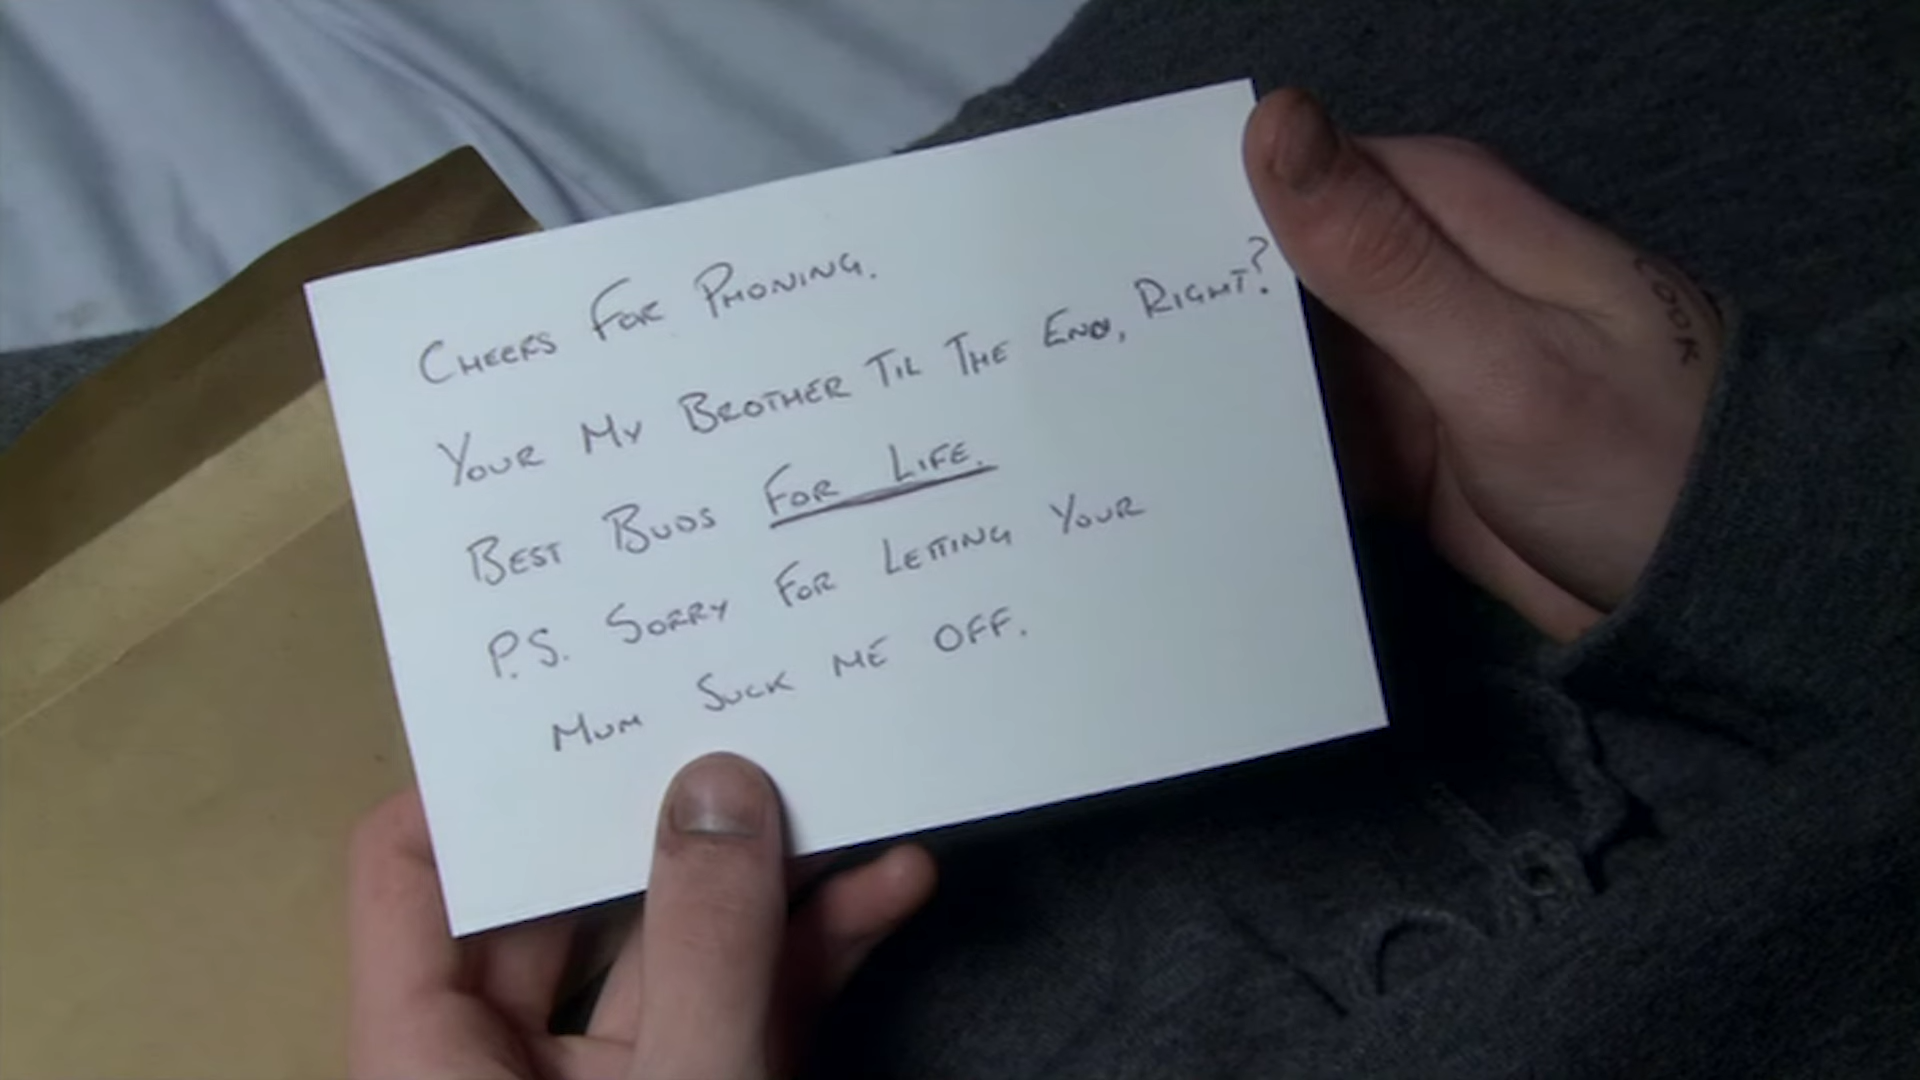 Cheers For Phoning.
Your My Brother Til The End, Right?
Best Buds For Life.
P.S. Sorry For Letting Your
Mum Suck Me Off.
COOK